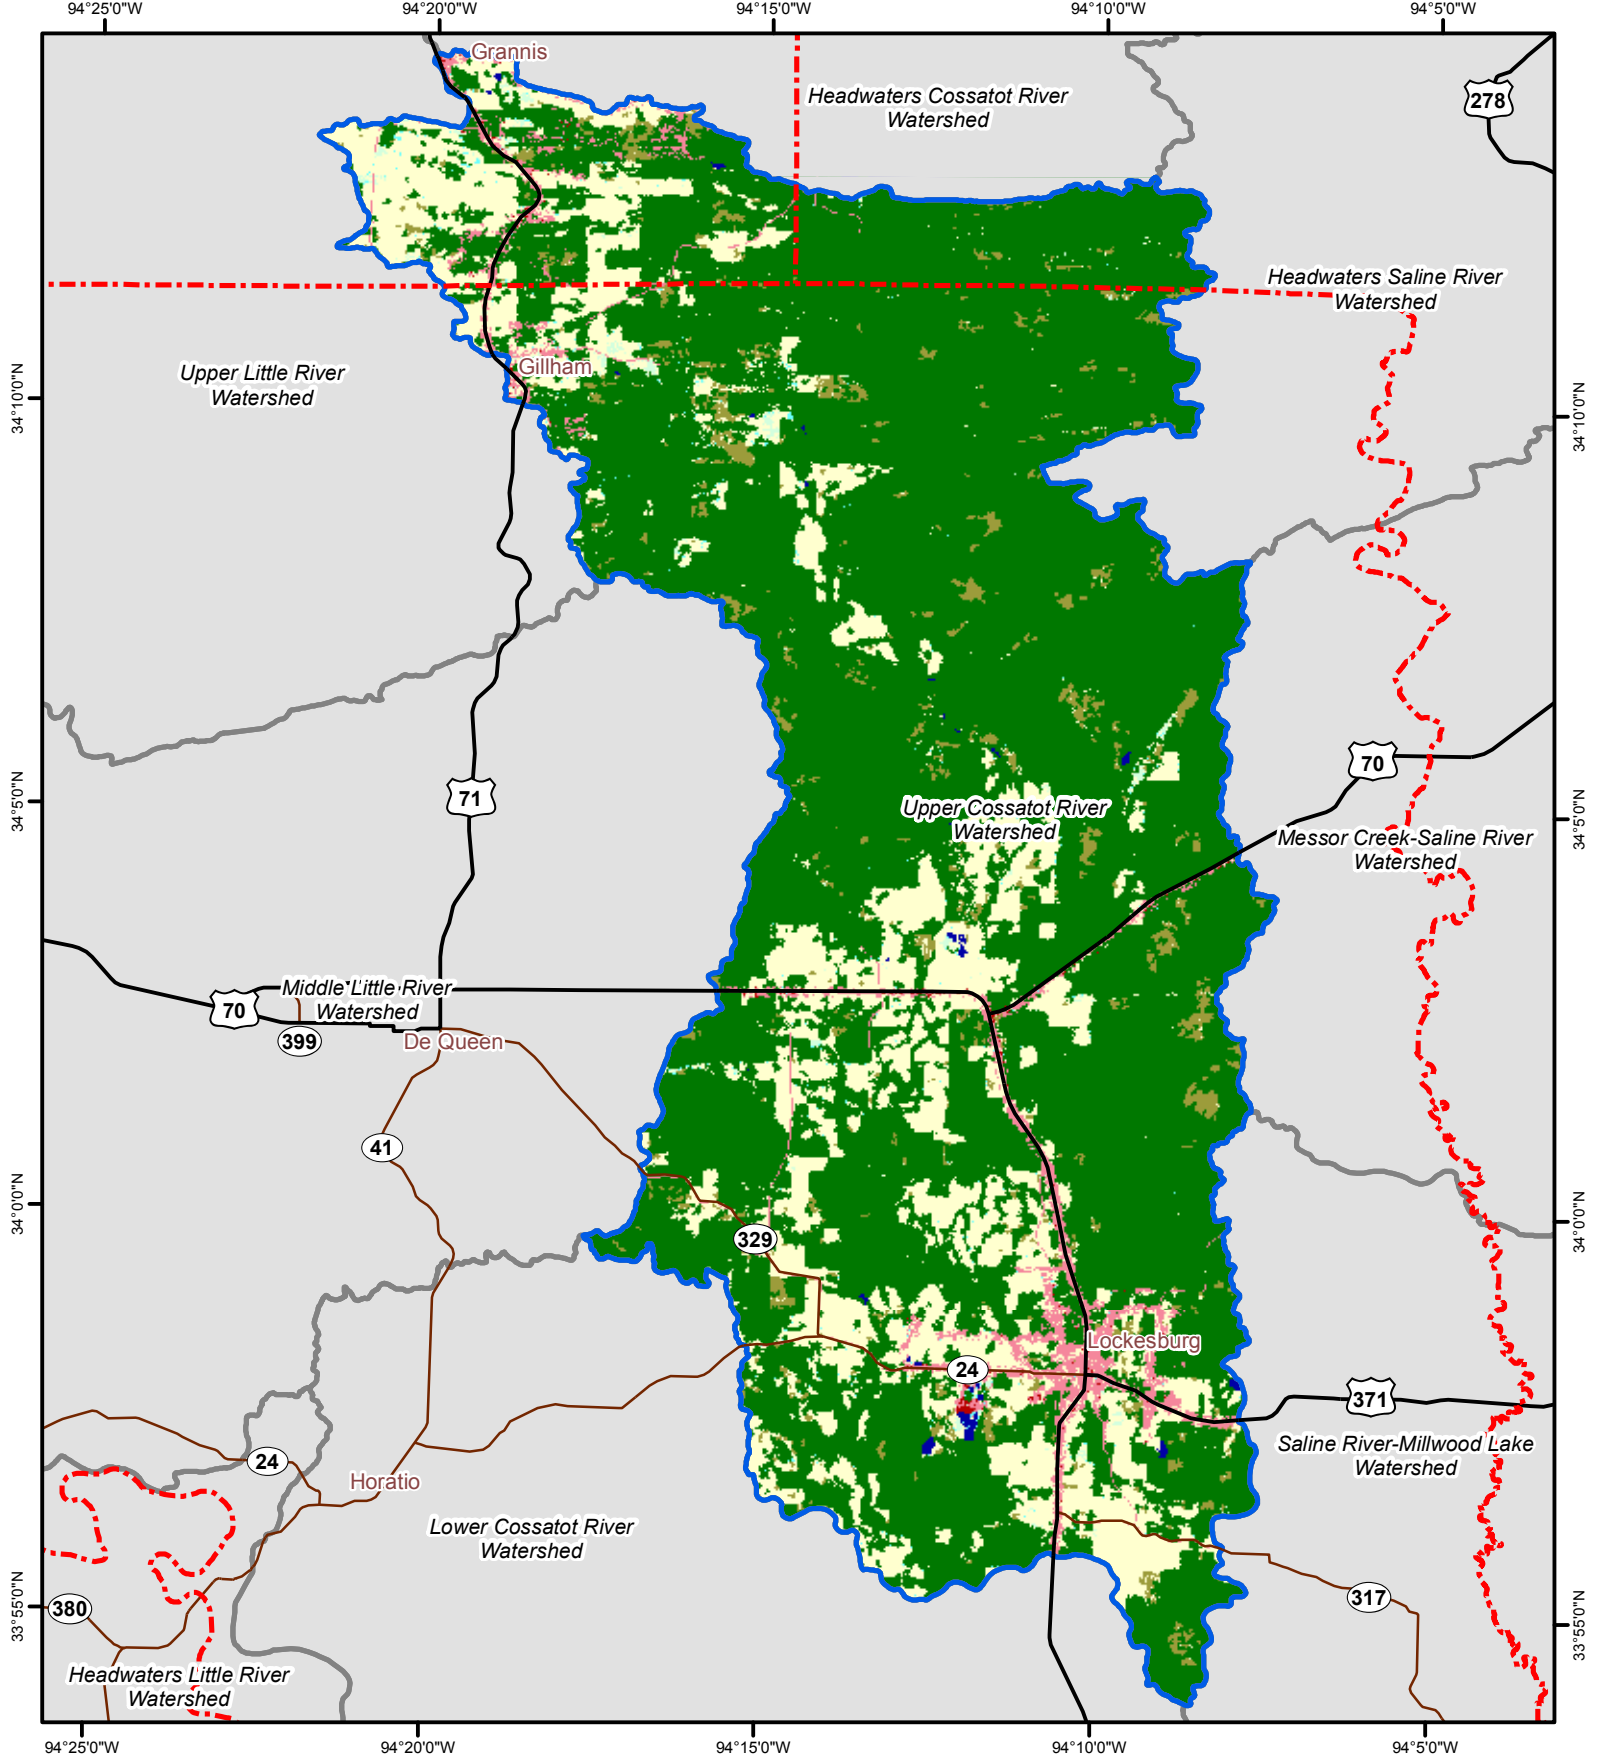 94°25'0"W
94°20'0"W
94°15'0"W
94°10'0"W
94°5'0"W
Grannis
Headwaters Cossatot River
Watershed
278
Headwaters Saline River
Watershed
Upper Little River
Watershed
Gillham
34°10'0"N
34°10'0"N
71
70
34°5'0"N
34°5'0"N
Upper Cossatot River
Watershed
Messor Creek-Saline River
Watershed
Middle Little River
Watershed
70
399
De Queen
41
34°0'0"N
34°0'0"N
329
Lockesburg
24
371
Saline River-Millwood Lake
Watershed
24
Horatio
Lower Cossatot River
Watershed
380
317
33°55'0"N
33°55'0"N
Headwaters Little River
Watershed
94°25'0"W
94°20'0"W
94°15'0"W
94°10'0"W
94°5'0"W